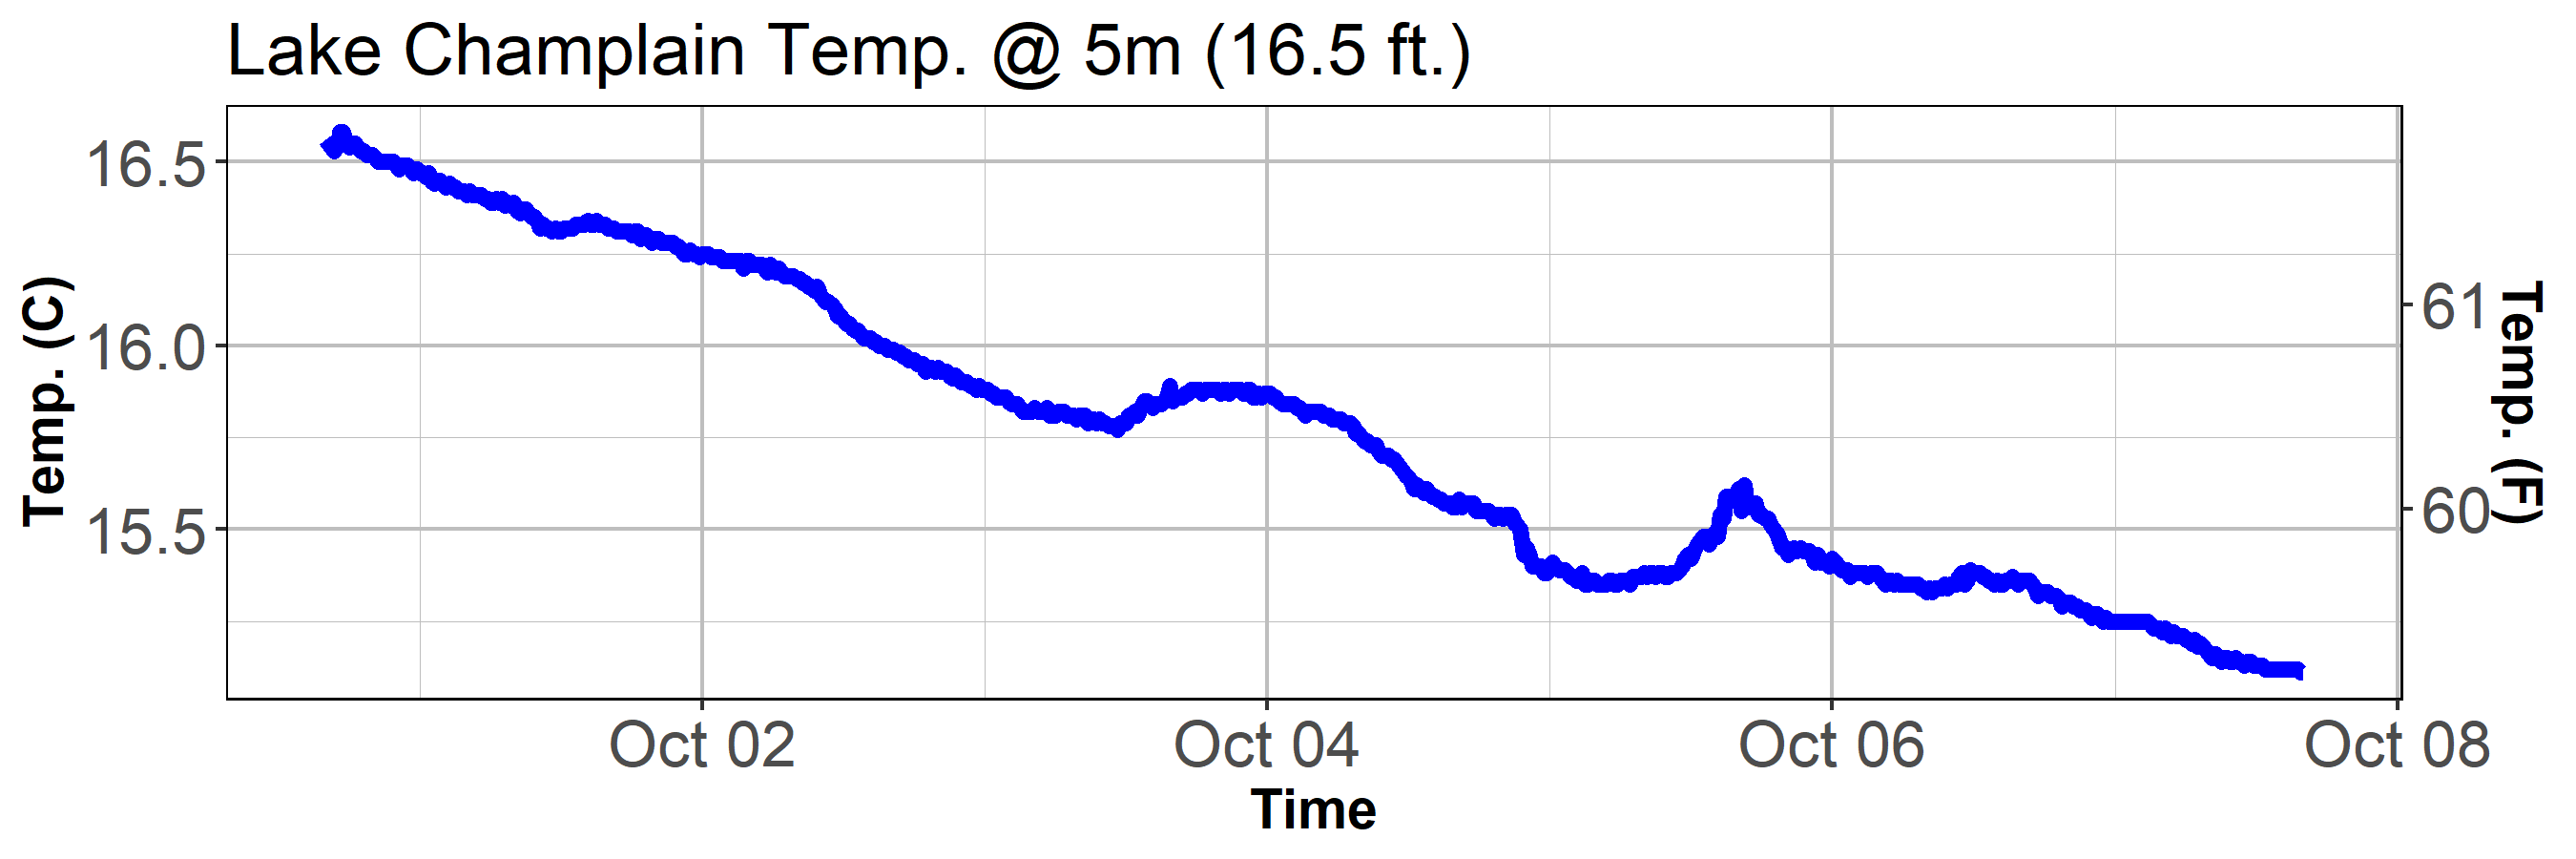 Lake Champlain Temp. @ 5m (16.5 ft.)
Temp. (C)
16.5
16.0
15.5
61
60
Temp. (F)
Oct 02 Oct 04 Oct 06 Oct 08
Time